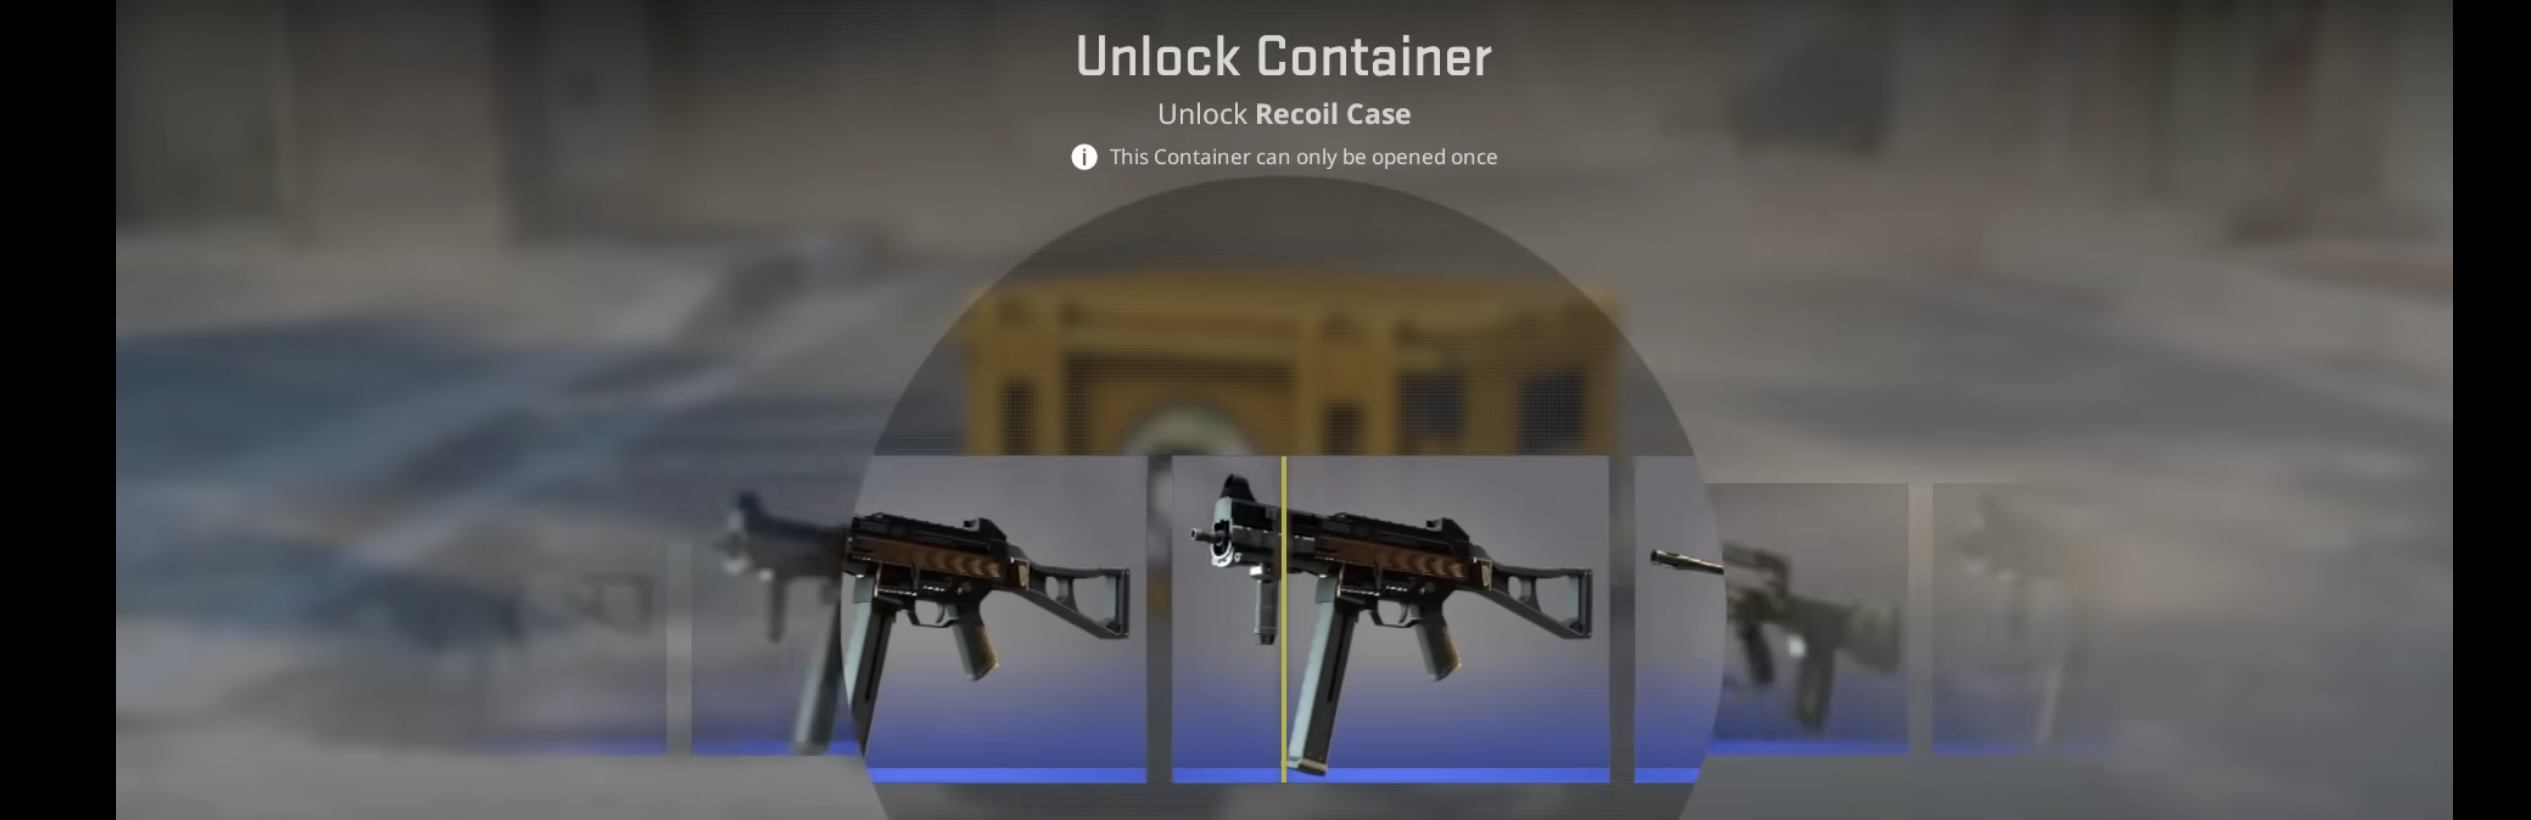 Unlock Container
Unlock Recoil Case
This Container can only be opened once